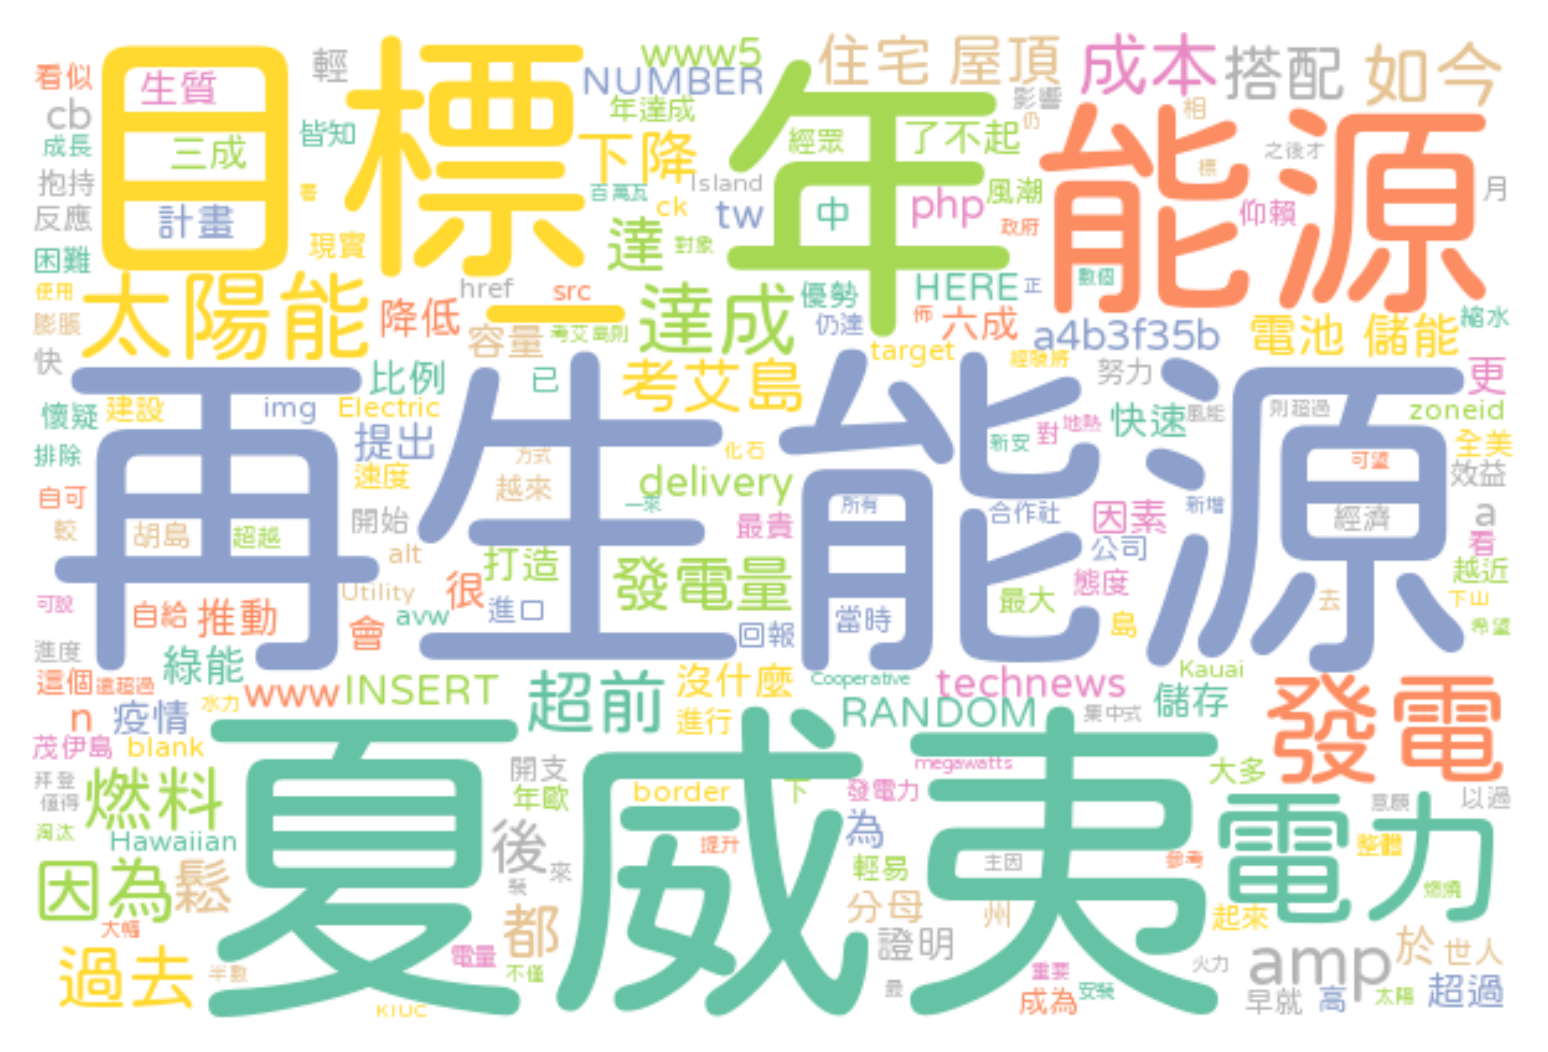 看似 生質 輕 目標 www5 住宅 屋頂 成本 搭配 如今
cb 三成 皆知 NUMBER 年達成 年 影響 相 能源
成長 下降 經眾 了不起 仍 之後才
抱持 計畫 害 百萬瓦 Island 中 php 風潮 標 月
反應 現實 達 ck tw 對象 政府 仰賴
困難 href src HERE 正 數個
使用 太陽能 降低 一 達成 優勢 佈 六成 a4b3f35b 電池 儲能 縮水
膨脹 容量 考艾島則 仍達
快 比例 已 考艾島 target 經驗將 努力 更
懷疑 建設 img Electric 快速 風能 則超過 zoneid
再生能源
排除 提出 方式 化石 新安 對 地熱 可望 全美
自可 速度 越來 delivery 所有 合作社 因素 新增 效益
較 胡島 超越 開始 一來 最貴 公司 經濟 a 看
alt 打造 發電量 態度 越近
可說 自給 推動 Utility 很 進口 當時 最大 島 去 下山
進度 會 avw 回報 希望
綠能 沒什麼 Cooperative technews Kauai
這個 遠超過 水力 www INSERT 超前 進行 RANDOM 集中式 儲存 發電
n 疫情
茂伊島 blank 夏威夷 開支 megawatts 大多
拜登 燃料 年歐 border 下 發電力 電力 意願 以過
值得
淘汰 Hawaiian 後 提升 為 主因 參考 整體
因為 鬆 裝 來 輕易 燃燒
大幅 都 分母 州 起來
過去 半數 電量 不僅 證明 重要 火力 amp 於 世人
KIUC 最 成為 安裝 早就 高 太陽 超過